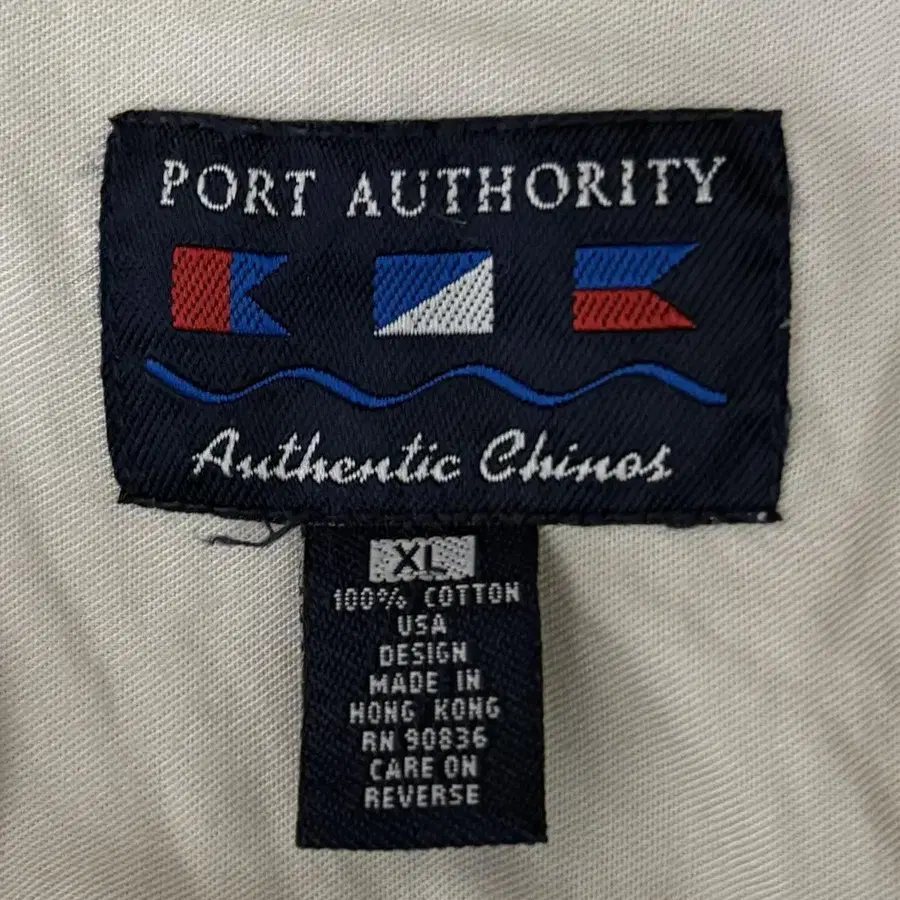 PORT AUTHORITY
Authentic Chinos
XL
100% COTTON
USA
DESIGN
MADE IN
HONG KONG
RN 90836
CARE ON
REVERSE